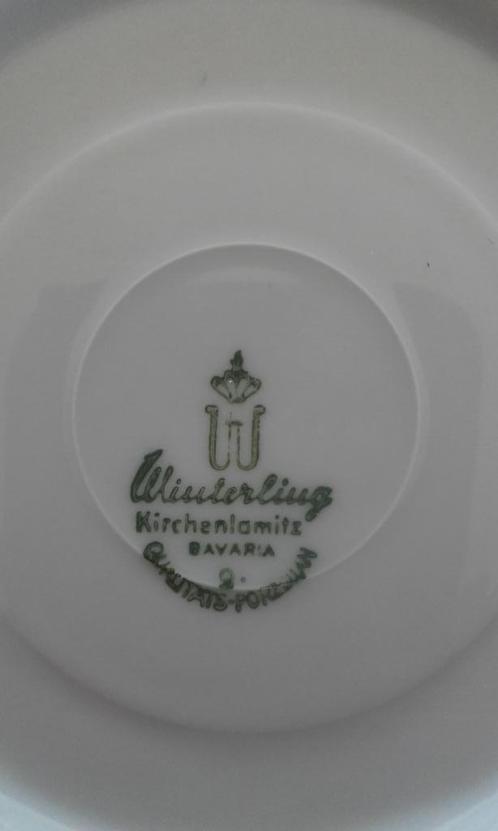 W
Winterling
Kirchenlamitz
BAVARIA
2.
QUALITÄTS-PORZELLAN